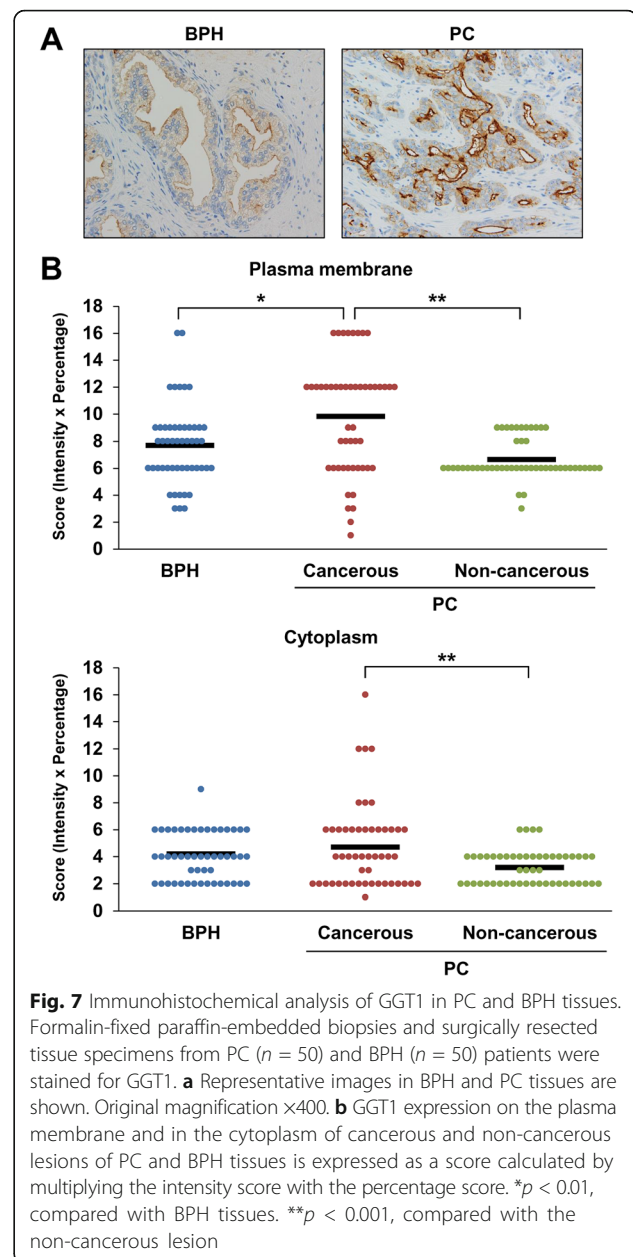 A
BPH
PC
B
Plasma membrane
Score (Intensity x Percentage)
18
16
14
12
10
8
6
4
2
0
*
**
BPH
Cancerous
Non-cancerous
PC
Cytoplasm
Score (Intensity x Percentage)
18
16
14
12
10
8
6
4
2
0
**
BPH
Cancerous
Non-cancerous
PC
Fig. 7 Immunohistochemical analysis of GGT1 in PC and BPH tissues.
Formalin-fixed paraffin-embedded biopsies and surgically resected
tissue specimens from PC (n = 50) and BPH (n = 50) patients were
stained for GGT1. a Representative images in BPH and PC tissues are
shown. Original magnification ×400. b GGT1 expression on the plasma
membrane and in the cytoplasm of cancerous and non-cancerous
lesions of PC and BPH tissues is expressed as a score calculated by
multiplying the intensity score with the percentage score. *p < 0.01,
compared with BPH tissues. **p < 0.001, compared with the
non-cancerous lesion